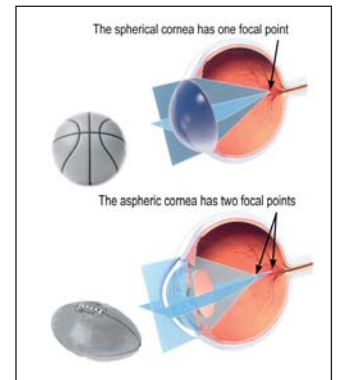 The spherical cornea has one focal point
The aspheric cornea has two focal points